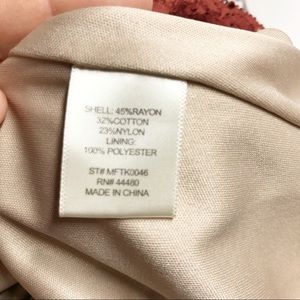 SHELL: 45%RAYON
32%COTTON
23%NYLON
LINING:
100% POLYESTER
ST# MFTK0046
RN# 44480
MADE IN CHINA